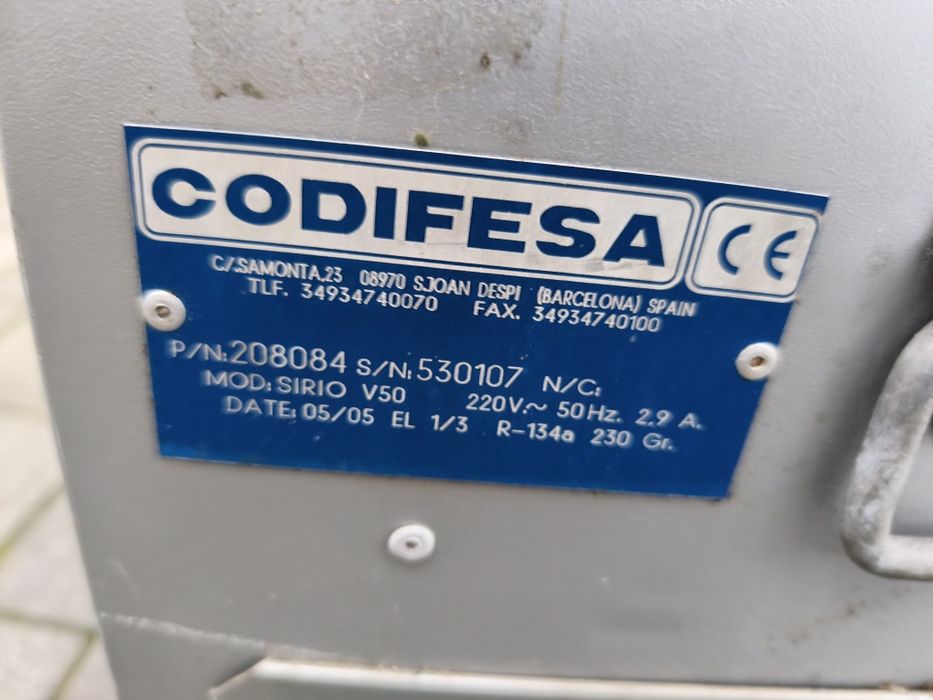 CODIFESA CE
C/.SAMONTA,23 08970 S.JOAN DESPI (BARCELONA) SPAIN
TLF. 34934740070 FAX. 34934740100
P/N: 208084 S/N: 530107 N/C:
MOD: SIRIO V50 220V.~ 50Hz. 2,9 A.
DATE: 05/05 EL 1/3 R-134a 230 Gr.